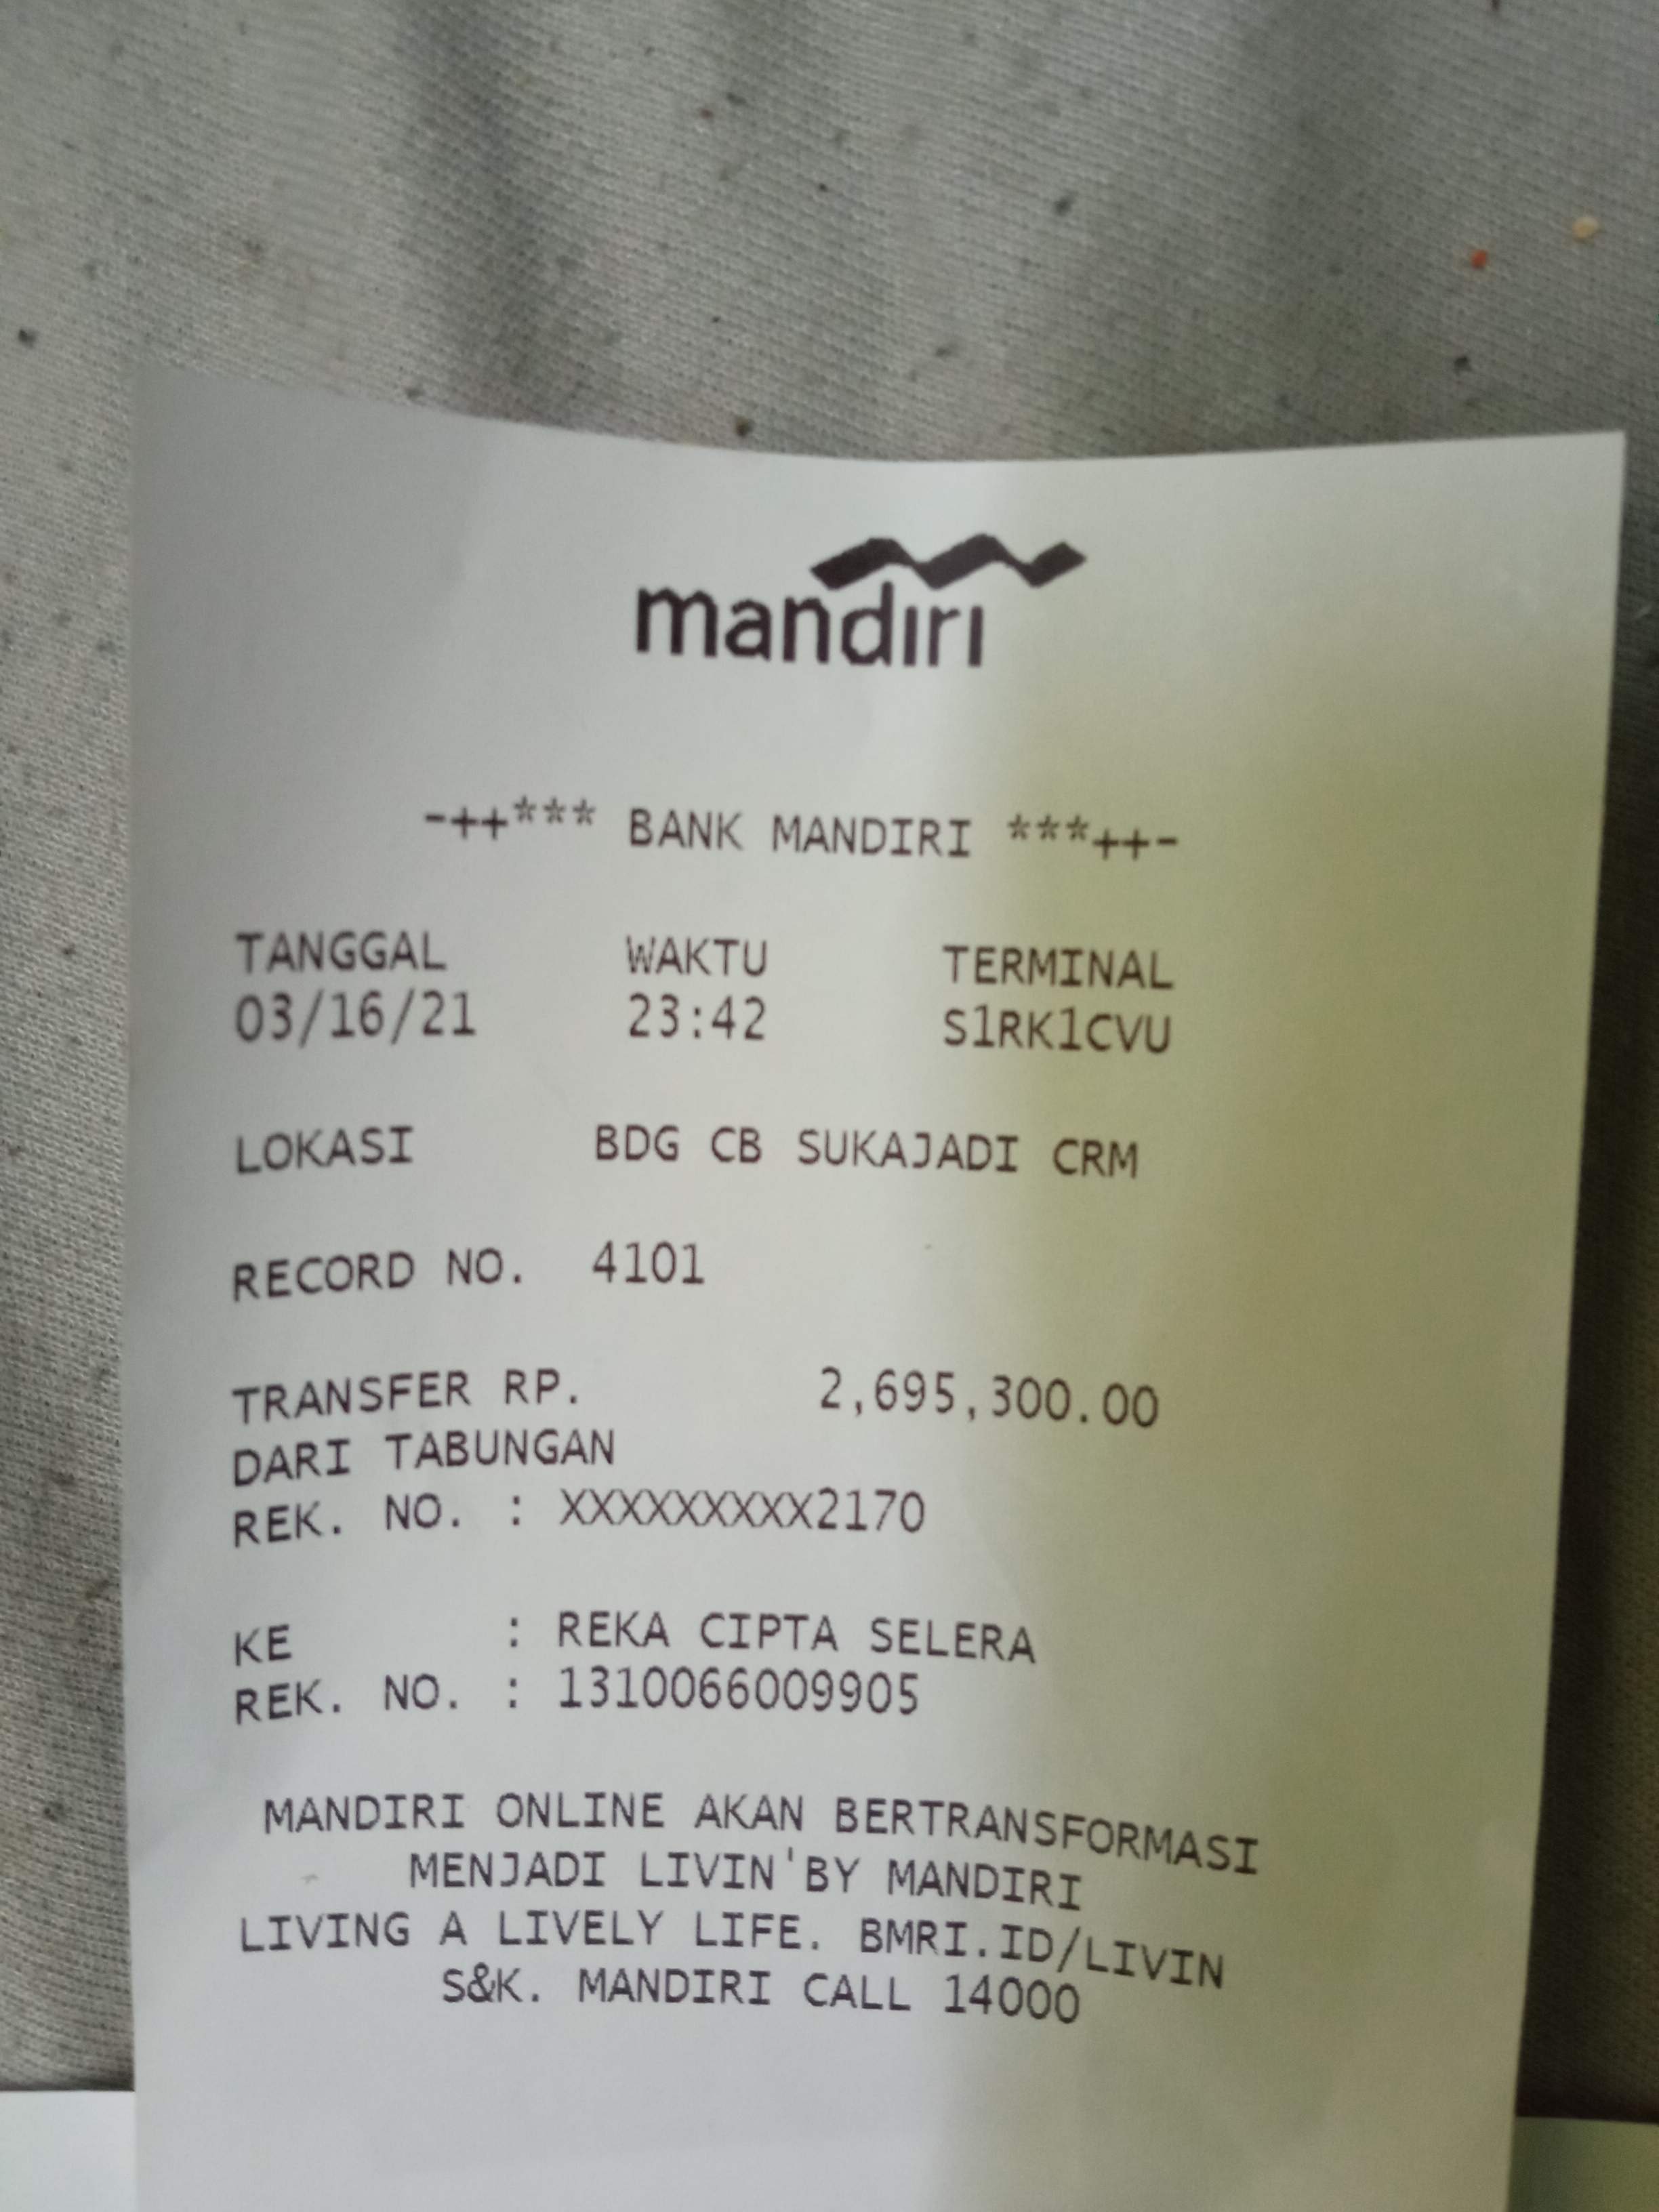 mandiri
-++*** BANK MANDIRI ***++-
TANGGAL WAKTU TERMINAL
03/16/21 23:42 S1RK1CVU
LOKASI BDG CB SUKAJADI CRM
RECORD NO. 4101
TRANSFER RP. 2,695,300.00
DARI TABUNGAN
REK. NO. : XXXXXXXXX2170
KE : REKA CIPTA SELERA
REK. NO. : 1310066009905
MANDIRI ONLINE AKAN BERTRANSFORMASI
MENJADI LIVIN'BY MANDIRI
LIVING A LIVELY LIFE. BMRI.ID/LIVIN
S&K. MANDIRI CALL 14000